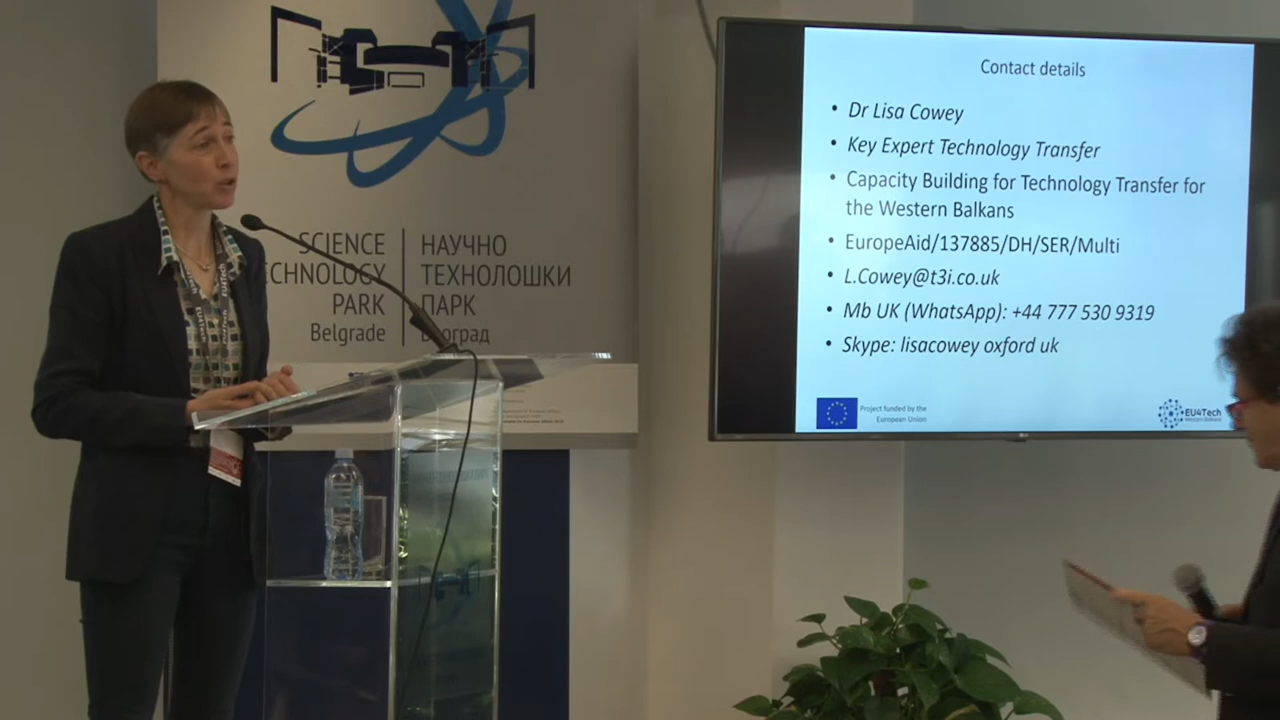 SCIENCE
TECHNOLOGY
PARK
Belgrade
НАУЧНО
ТЕХНОЛОШКИ
ПАРК
Београд
Contact details
• Dr Lisa Cowey
• Key Expert Technology Transfer
• Capacity Building for Technology Transfer for
the Western Balkans
• EuropeAid/137885/DH/SER/Multi
• L.Cowey@t3i.co.uk
• Mb UK (WhatsApp): +44 777 530 9319
• Skype: lisacowey oxford uk
Project funded by the
European Union
EU4Tech
Western Balkans